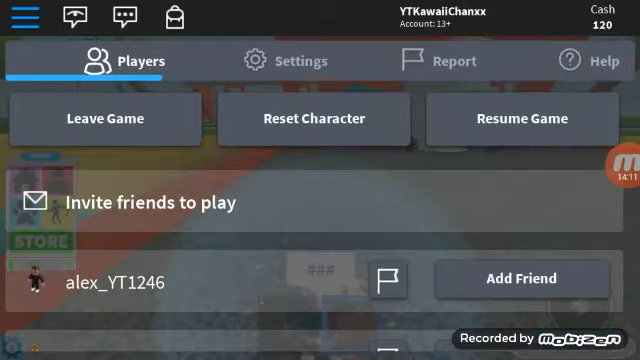 YTKawaiiChanxx
Account: 13+
Cash
120
Players
Settings
Report
Help
Leave Game
Reset Character
Resume Game
14:11
Invite friends to play
STORE
###
alex_YT1246
Add Friend
Recorded by Mobizen